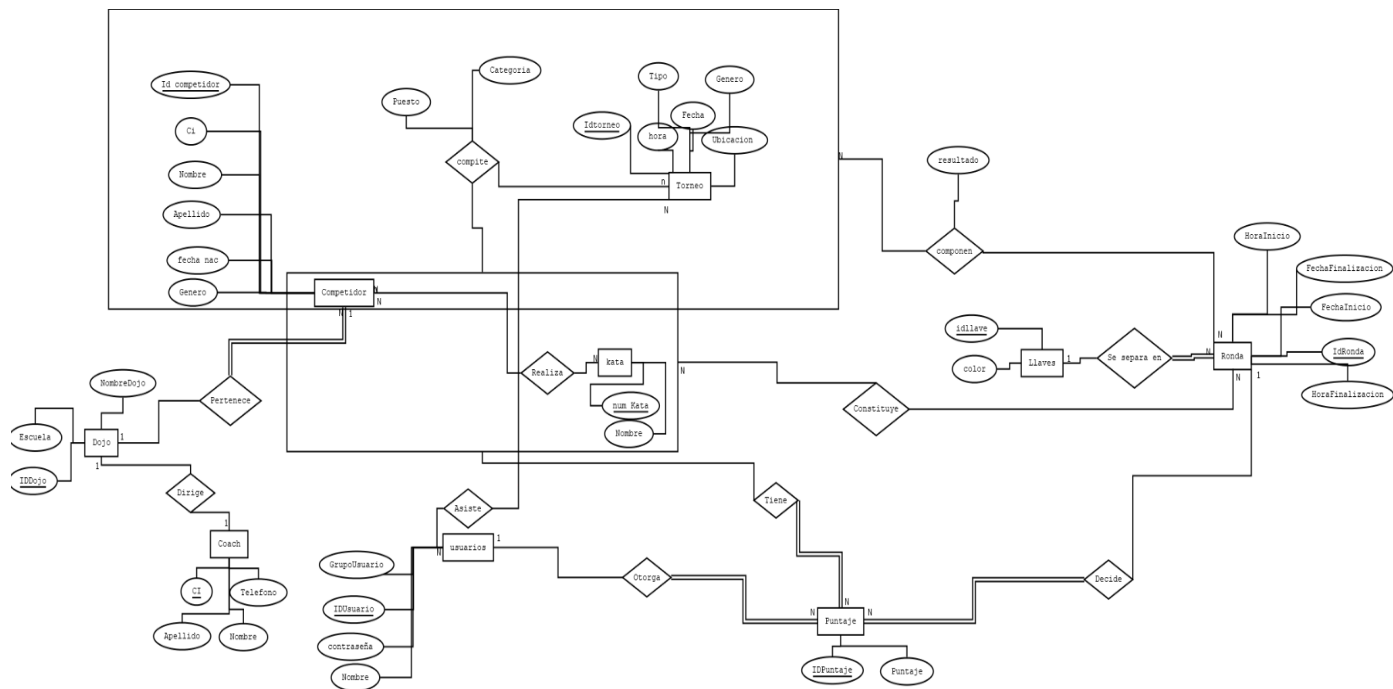 Categoria
Tipo
Genero
Id competidor
Puesto
Fecha
Idtorneo
hora
Ubicacion
Ci
compite
N
resultado
Nombre
n
Torneo
N
Apellido
HoraInicio
componen
fecha nac
FechaFinalizacion
Genero
Competidor
N
N
N
1
FechaInicio
idllave
N
Llaves
1
Se separa en
N
Ronda
IdRonda
color
N
1
kata
N
Realiza
N
HoraFinalizacion
NombreDojo
Pertenece
num Kata
Constituye
Escuela
Dojo
1
Nombre
1
IDDojo
Dirige
Asiste
Tiene
1
Coach
usuarios
N
1
GrupoUsuario
Otorga
Decide
CI
Telefono
IDUsuario
N
N
N
Puntaje
Apellido
Nombre
contraseña
Nombre
IDPuntaje
Puntaje